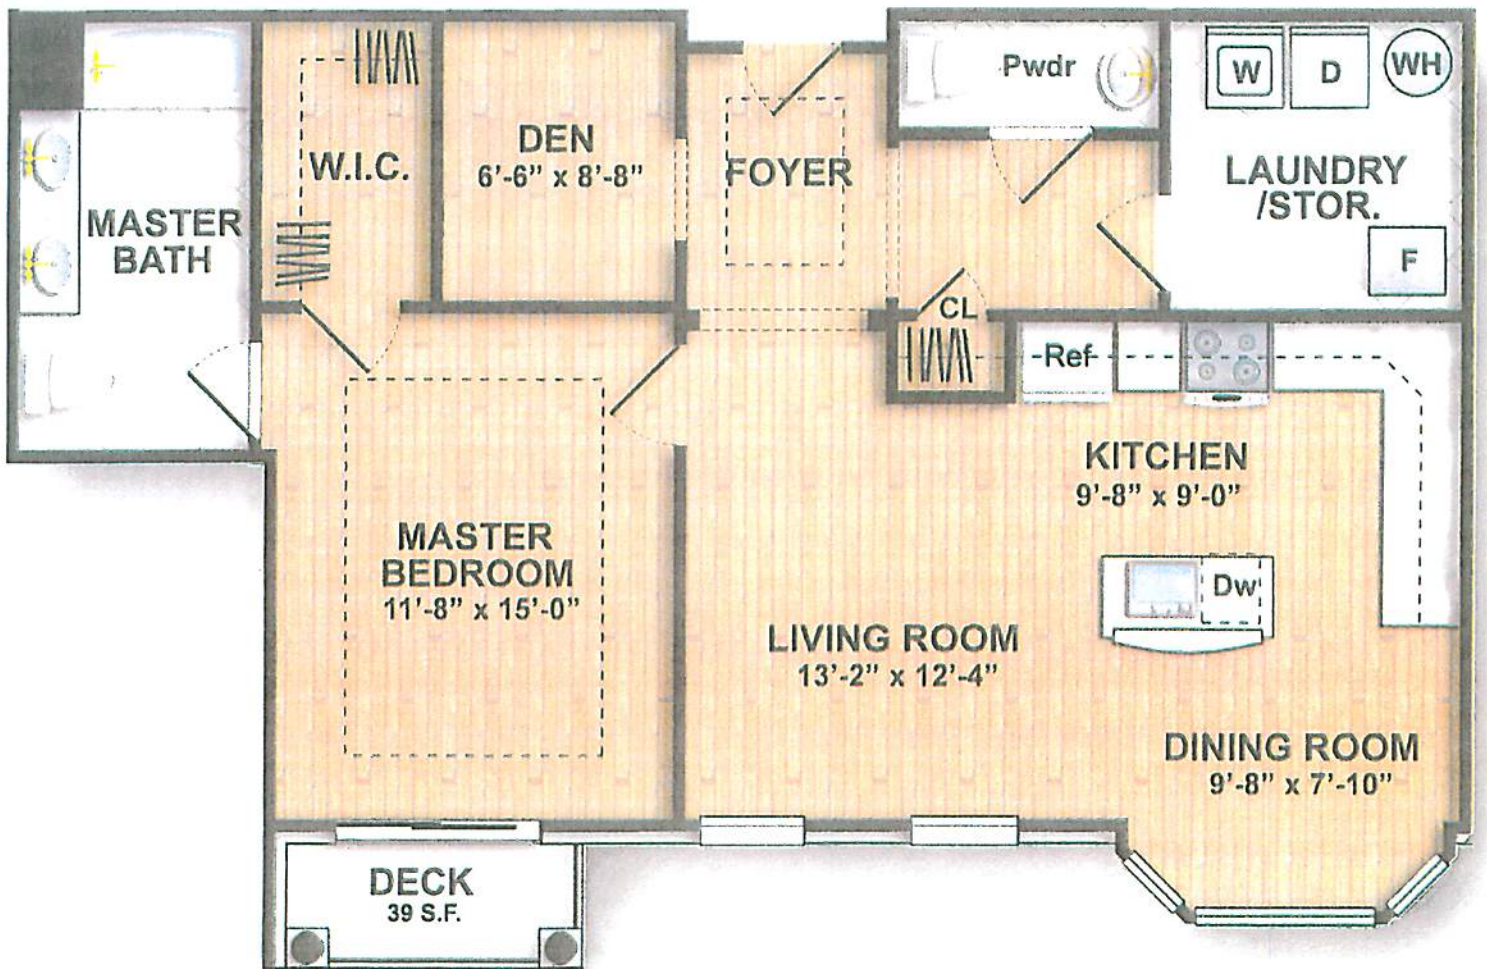 Pwdr
W
D
WH
DEN
6'-6" x 8'-8"
W.I.C.
FOYER
LAUNDRY
/STOR.
MASTER
BATH
F
CL
Ref
KITCHEN
9'-8" x 9'-0"
MASTER
BEDROOM
11'-8" x 15'-0"
Dw
LIVING ROOM
13'-2" x 12'-4"
DINING ROOM
9'-8" x 7'-10"
DECK
39 S.F.